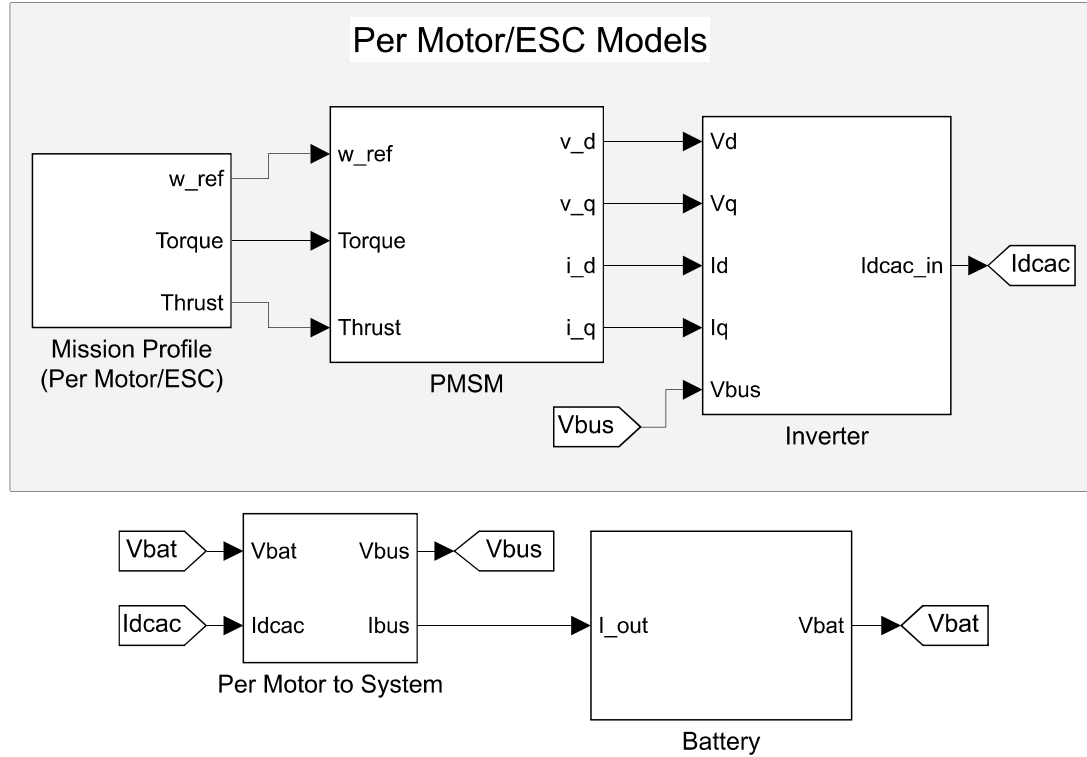 Per Motor/ESC Models
w_ref
Torque
Thrust
Mission Profile
(Per Motor/ESC)
w_ref
Torque
Thrust
v_d
v_q
i_d
i_q
PMSM
Vbus
Vd
Vq
Id
Iq
Vbus
Idcac_in
Inverter
Idcac
Vbat
Idcac
Vbat
Idcac
Vbus
Ibus
Per Motor to System
Vbus
I_out
Vbat
Battery
Vbat